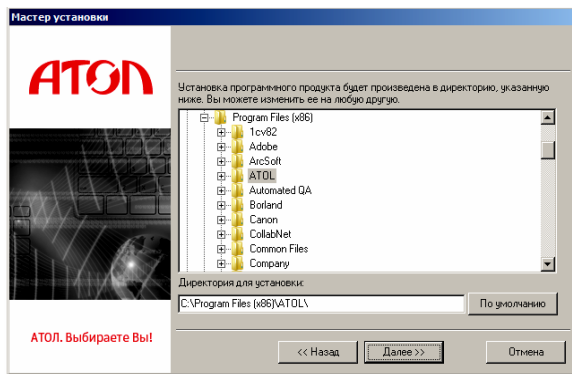 Мастер установки
АТОЛ
Установка программного продукта будет произведена в директорию, указанную
ниже. Вы можете изменить ее на любую другую.
Program Files (x86)
1cv82
Adobe
ArcSoft
ATOL
Automated QA
Borland
Canon
CollabNet
Common Files
Company
Директория для установки:
C:\Program Files (x86)\ATOL\
По умолчанию
АТОЛ. Выбираете Вы!
<< Назад
Далее >>
Отмена